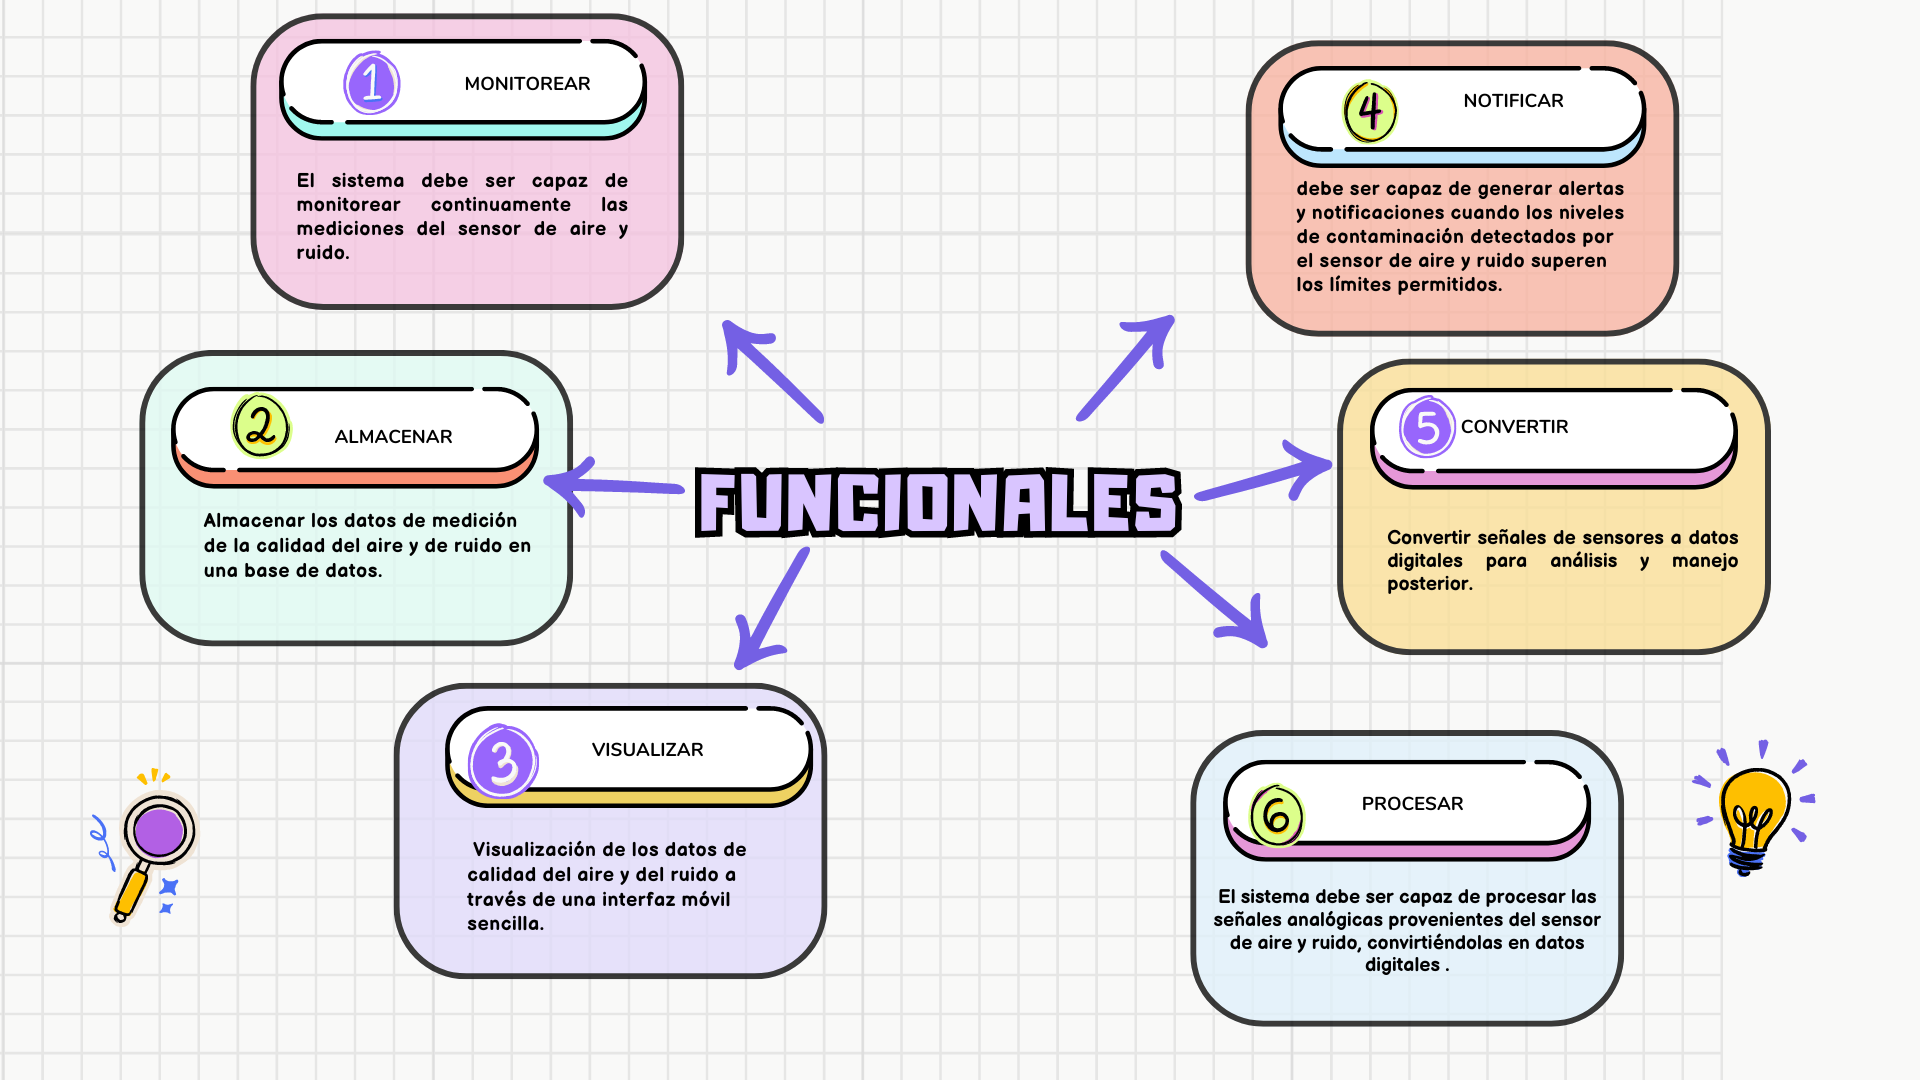 1
MONITOREAR
El sistema debe ser capaz de
monitorear continuamente las
mediciones del sensor de aire y
ruido.
2
ALMACENAR
Almacenar los datos de medición
de la calidad del aire y de ruido en
una base de datos.
3
VISUALIZAR
Visualización de los datos de
calidad del aire y del ruido a
través de una interfaz móvil
sencilla.
FUNCIONALES
4
NOTIFICAR
debe ser capaz de generar alertas
y notificaciones cuando los niveles
de contaminación detectados por
el sensor de aire y ruido superen
los límites permitidos.
5
CONVERTIR
Convertir señales de sensores a datos
digitales para análisis y manejo
posterior.
6
PROCESAR
El sistema debe ser capaz de procesar las
señales analógicas provenientes del sensor
de aire y ruido, convirtiéndolas en datos
digitales .